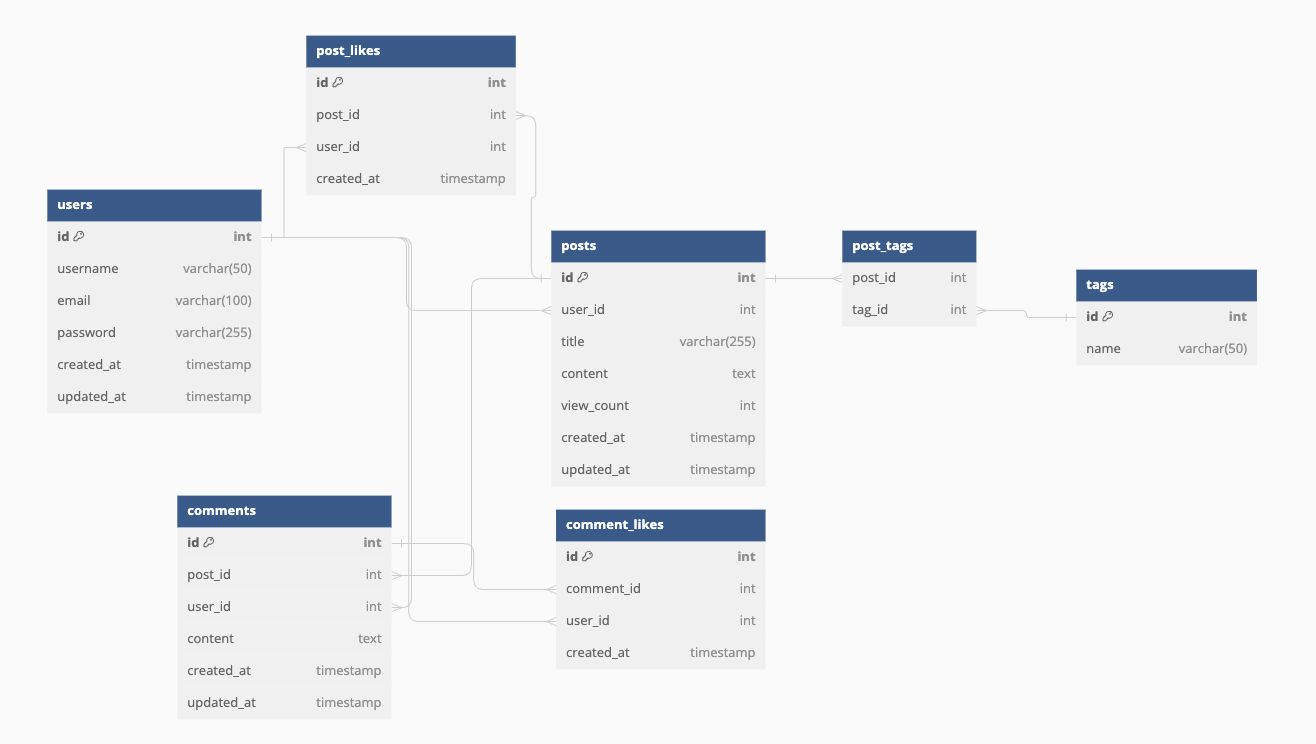 post_likes
id int
post_id int
user_id int
created_at timestamp
users
id int
username varchar(50)
email varchar(100)
password varchar(255)
created_at timestamp
updated_at timestamp
posts
id int
user_id int
title varchar(255)
content text
view_count int
created_at timestamp
updated_at timestamp
post_tags
post_id int
tag_id int
tags
id int
name varchar(50)
comments
id int
post_id int
user_id int
content text
created_at timestamp
updated_at timestamp
comment_likes
id int
comment_id int
user_id int
created_at timestamp